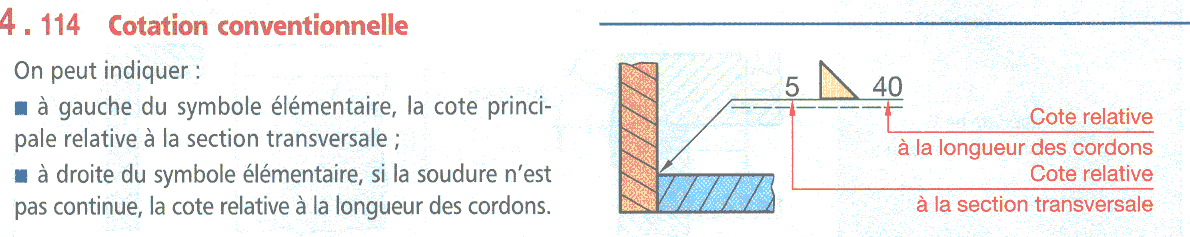 4.114 Cotation conventionnelle
On peut indiquer :
■ à gauche du symbole élémentaire, la cote princi-
pale relative à la section transversale ;
■ à droite du symbole élémentaire, si la soudure n'est
pas continue, la cote relative à la longueur des cordons.
5 40
Cote relative
à la longueur des cordons
Cote relative
à la section transversale